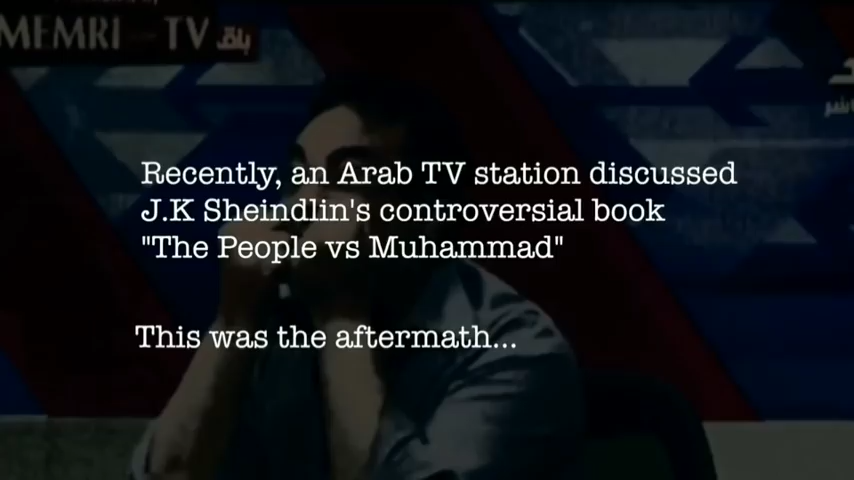 MEMRI TV
Recently, an Arab TV station discussed
J.K Sheindlin's controversial book
"The People vs Muhammad"
This was the aftermath...